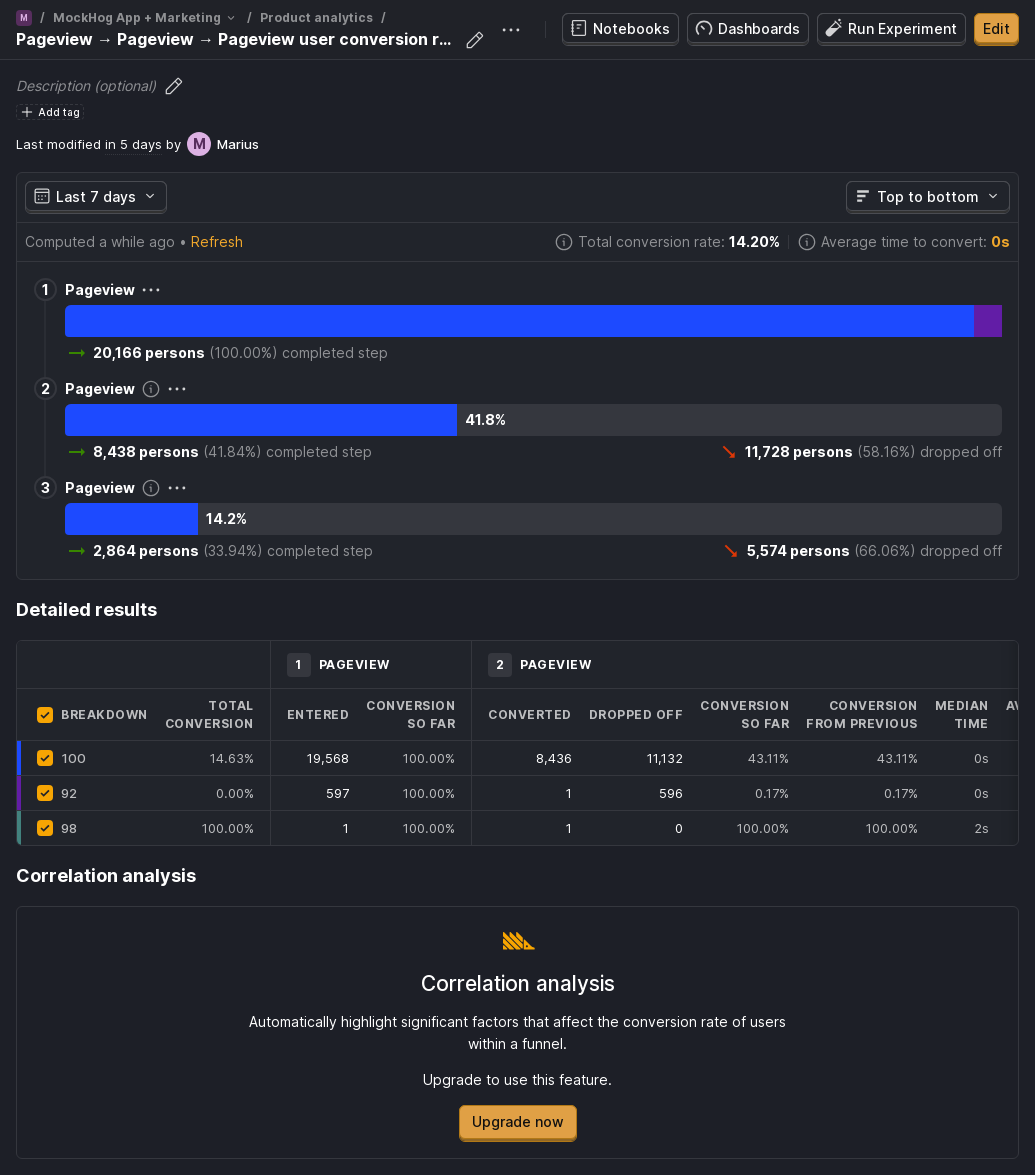 M / MockHog App + Marketing / Product analytics /
Pageview → Pageview → Pageview user conversion r...
Notebooks Dashboards Run Experiment Edit
Description (optional)
Add tag
Last modified in 5 days by M Marius
Last 7 days Top to bottom
Computed a while ago • Refresh Total conversion rate: 14.20% Average time to convert: 0s
1 Pageview
20,166 persons (100.00%) completed step
2 Pageview
41.8%
8,438 persons (41.84%) completed step 11,728 persons (58.16%) dropped off
3 Pageview
14.2%
2,864 persons (33.94%) completed step 5,574 persons (66.06%) dropped off
Detailed results
1 PAGEVIEW 2 PAGEVIEW
BREAKDOWN TOTAL CONVERSION ENTERED CONVERSION SO FAR CONVERTED DROPPED OFF CONVERSION SO FAR CONVERSION FROM PREVIOUS MEDIAN TIME
100 14.63% 19,568 100.00% 8,436 11,132 43.11% 43.11% 0s
92 0.00% 597 100.00% 1 596 0.17% 0.17% 0s
98 100.00% 1 100.00% 1 0 100.00% 100.00% 2s
Correlation analysis
Correlation analysis
Automatically highlight significant factors that affect the conversion rate of users
within a funnel.
Upgrade to use this feature.
Upgrade now